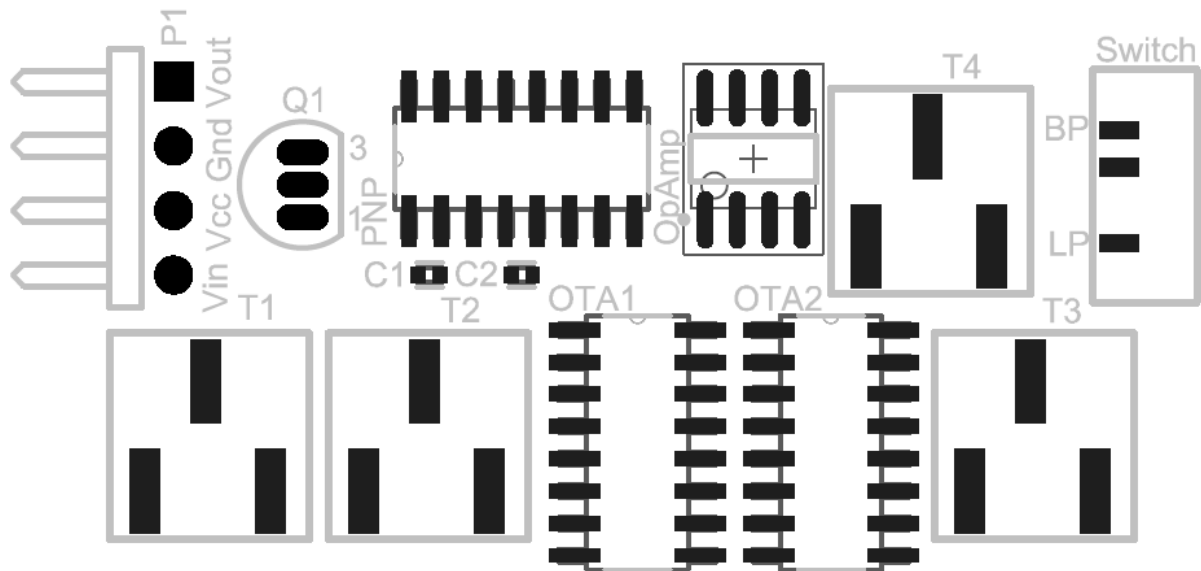 P1
Vout
Gnd
Vcc
Vin
Q1
3
1
PNP
OpAmp
T4
Switch
BP
LP
C1
C2
T1
T2
OTA1
OTA2
T3